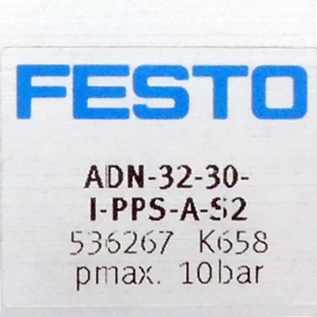 FESTO
ADN-32-30-
I-PPS-A-S2
536267 K658
pmax. 10bar